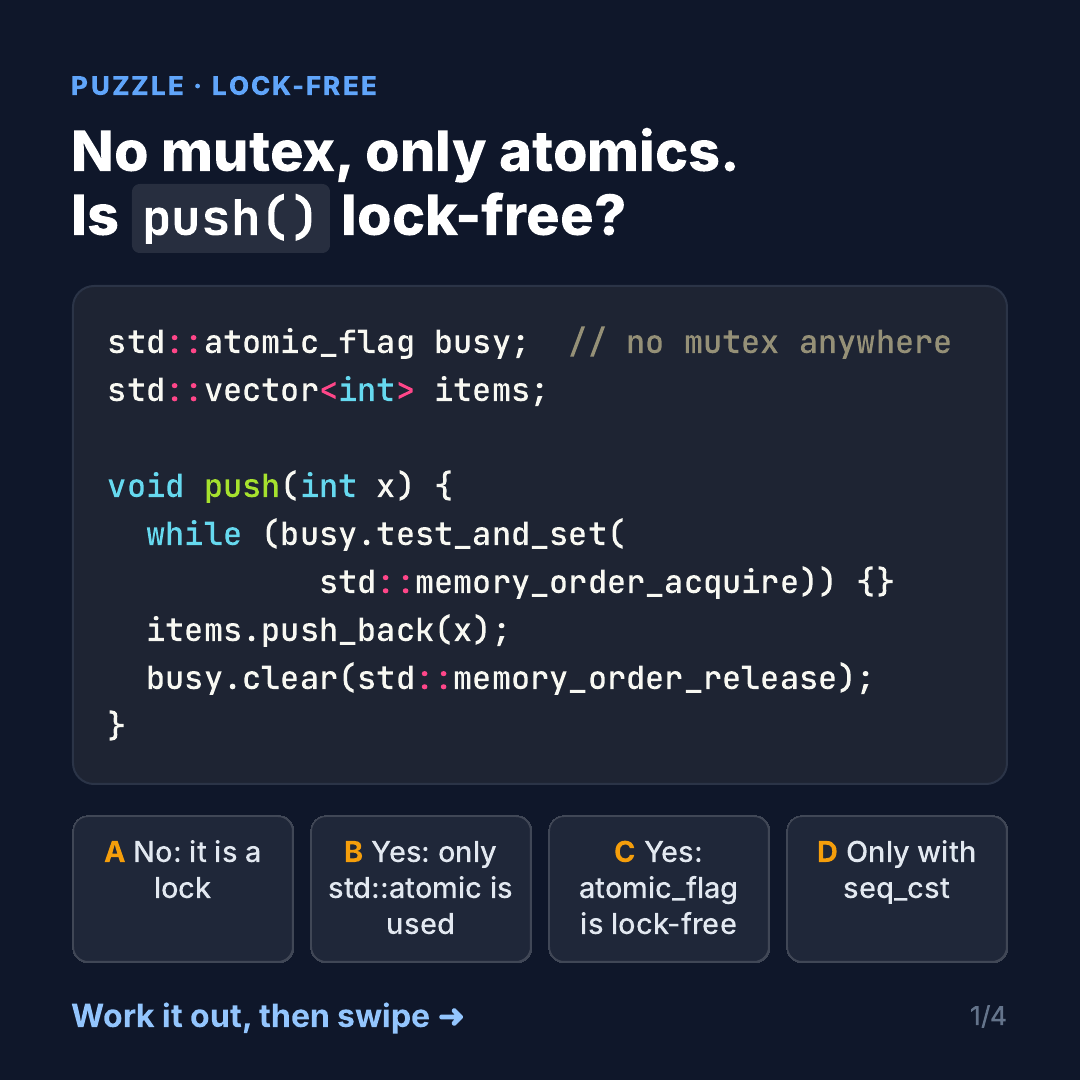 PUZZLE · LOCK-FREE
No mutex, only atomics.
Is push() lock-free?
std::atomic_flag busy;  // no mutex anywhere
std::vector<int> items;
void push(int x) {
  while (busy.test_and_set(
           std::memory_order_acquire)) {}
  items.push_back(x);
  busy.clear(std::memory_order_release);
}
A No: it is a
lock
B Yes: only
std::atomic is
used
C Yes:
atomic_flag
is lock-free
D Only with
seq_cst
Work it out, then swipe ➜
1/4